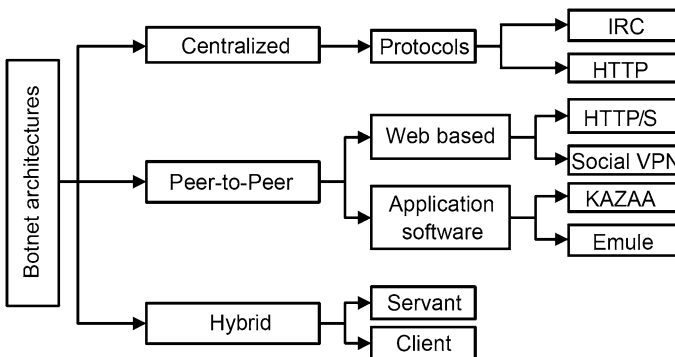 Botnet architectures
Centralized
Protocols
IRC
HTTP
Peer-to-Peer
Web based
HTTP/S
Social VPN
Application
software
KAZAA
Emule
Hybrid
Servant
Client